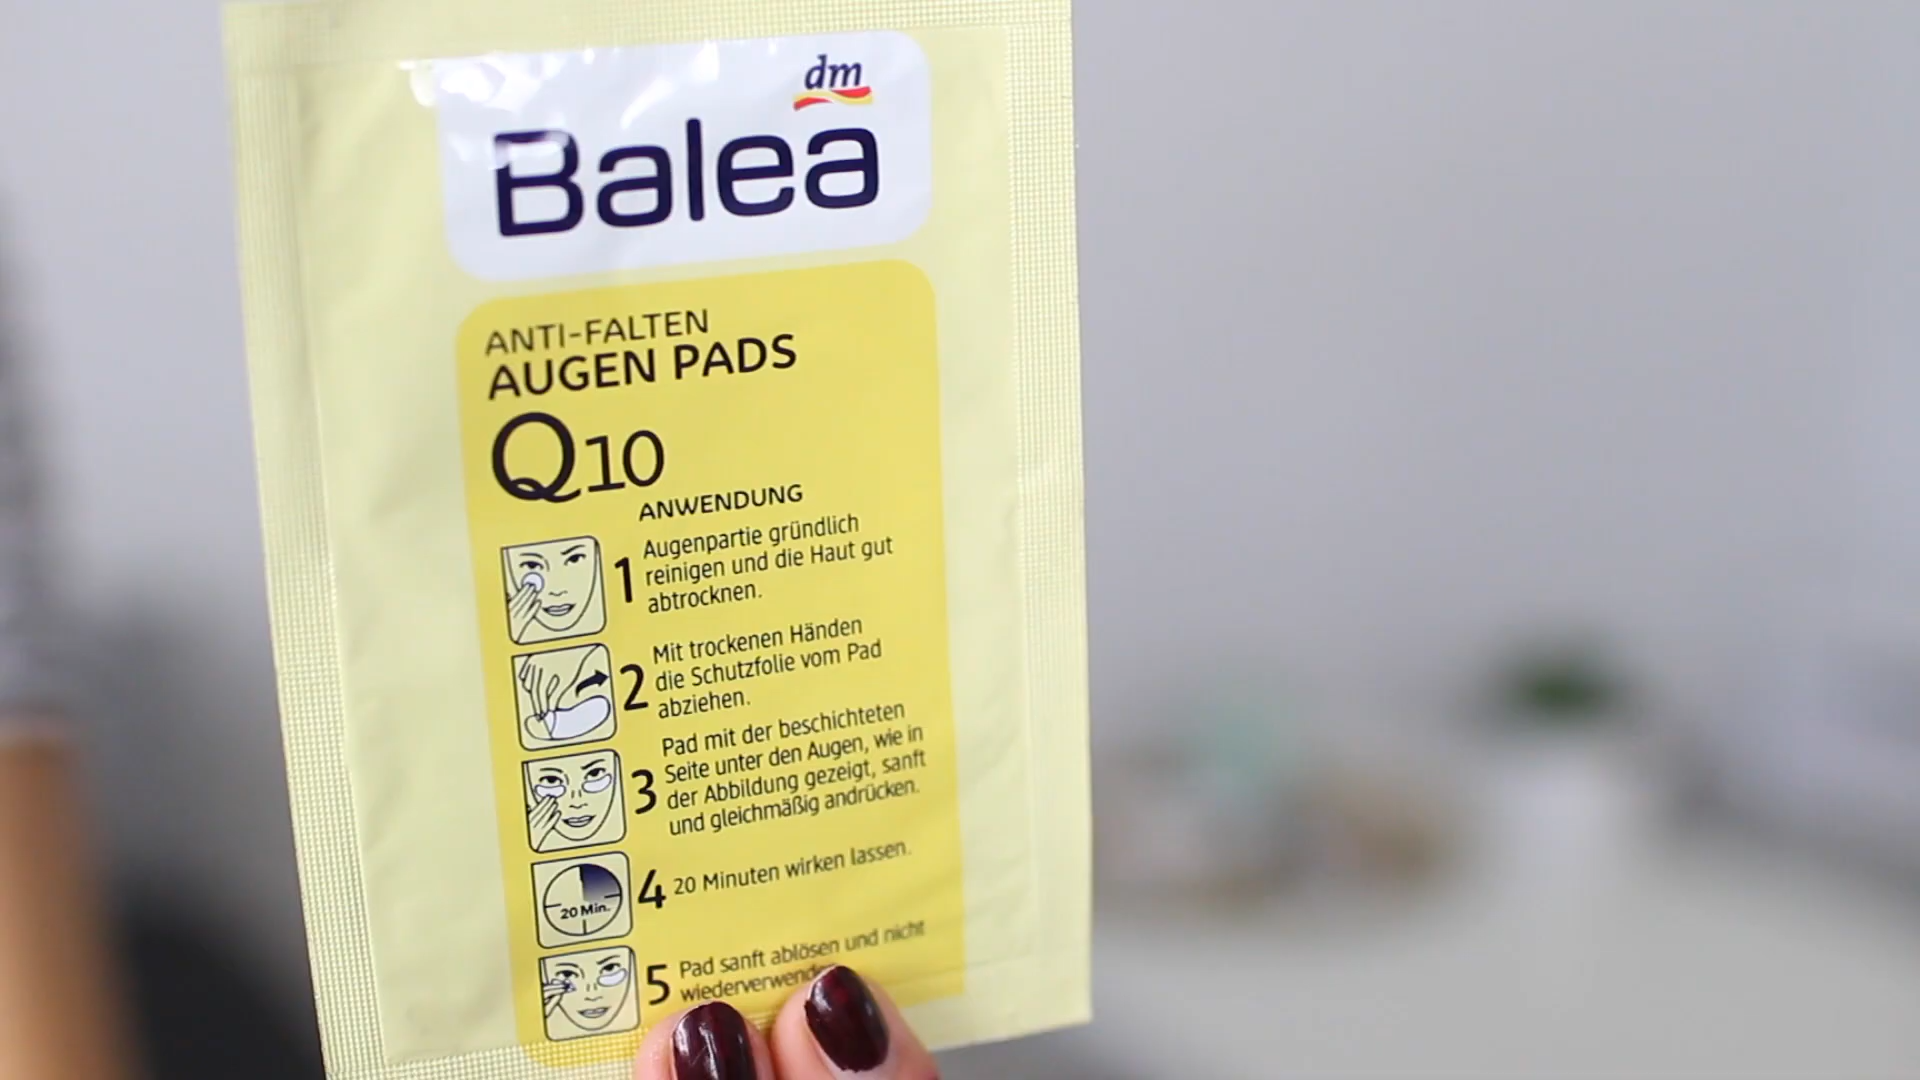 dm
Balea
ANTI-FALTEN
AUGEN PADS
Q10
ANWENDUNG
1 Augenpartie gründlich
reinigen und die Haut gut
abtrocknen.
2 Mit trockenen Händen
die Schutzfolie vom Pad
abziehen.
3 Pad mit der beschichteten
Seite unter den Augen, wie in
der Abbildung gezeigt, sanft
und gleichmäßig andrücken.
20 Min.
4 20 Minuten wirken lassen.
5 Pad sanft ablösen und nicht